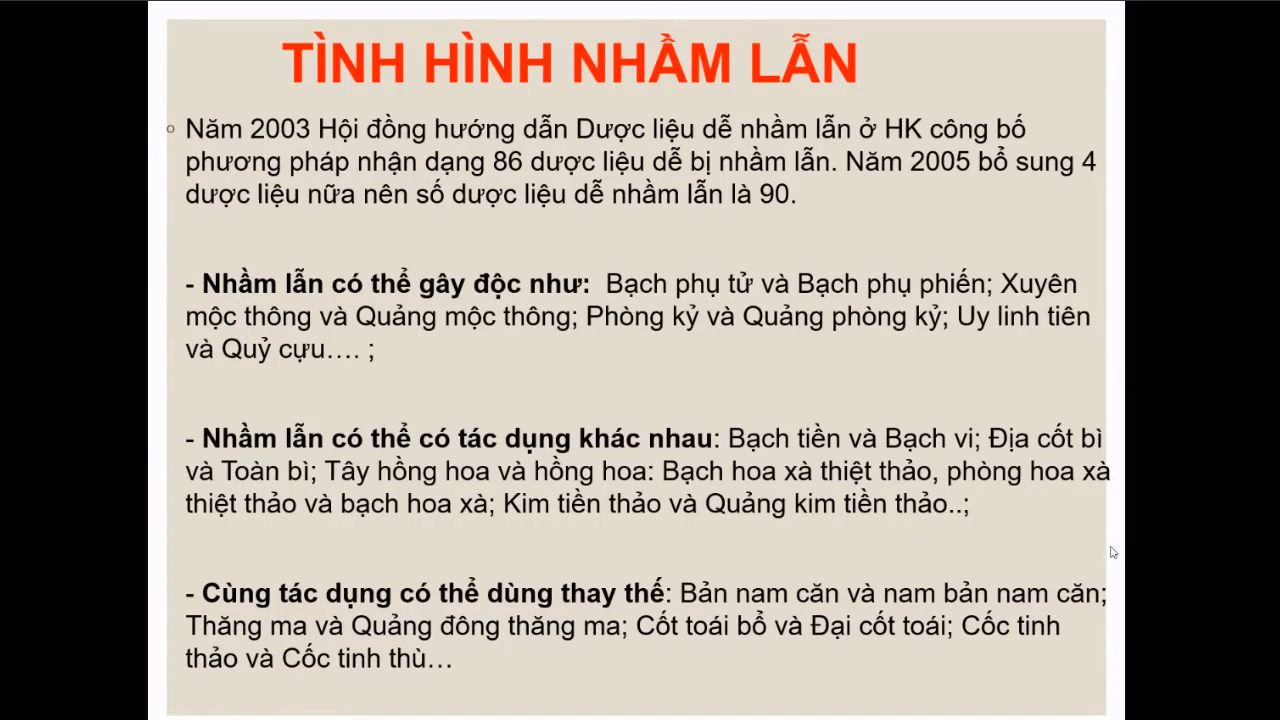 TÌNH HÌNH NHẦM LẪN
Năm 2003 Hội đồng hướng dẫn Dược liệu dễ nhầm lẫn ở HK công bố
phương pháp nhận dạng 86 dược liệu dễ bị nhầm lẫn. Năm 2005 bổ sung 4
dược liệu nữa nên số dược liệu dễ nhầm lẫn là 90.
- Nhầm lẫn có thể gây độc như:  Bạch phụ tử và Bạch phụ phiến; Xuyên
mộc thông và Quảng mộc thông; Phòng kỷ và Quảng phòng kỷ; Uy linh tiên
và Quỷ cựu.... ;
- Nhầm lẫn có thể có tác dụng khác nhau: Bạch tiền và Bạch vi; Địa cốt bì
và Toàn bì; Tây hồng hoa và hồng hoa: Bạch hoa xà thiệt thảo, phòng hoa xà
thiệt thảo và bạch hoa xà; Kim tiền thảo và Quảng kim tiền thảo..;
- Cùng tác dụng có thể dùng thay thế: Bản nam căn và nam bản nam căn;
Thăng ma và Quảng đông thăng ma; Cốt toái bổ và Đại cốt toái; Cốc tinh
thảo và Cốc tinh thù...